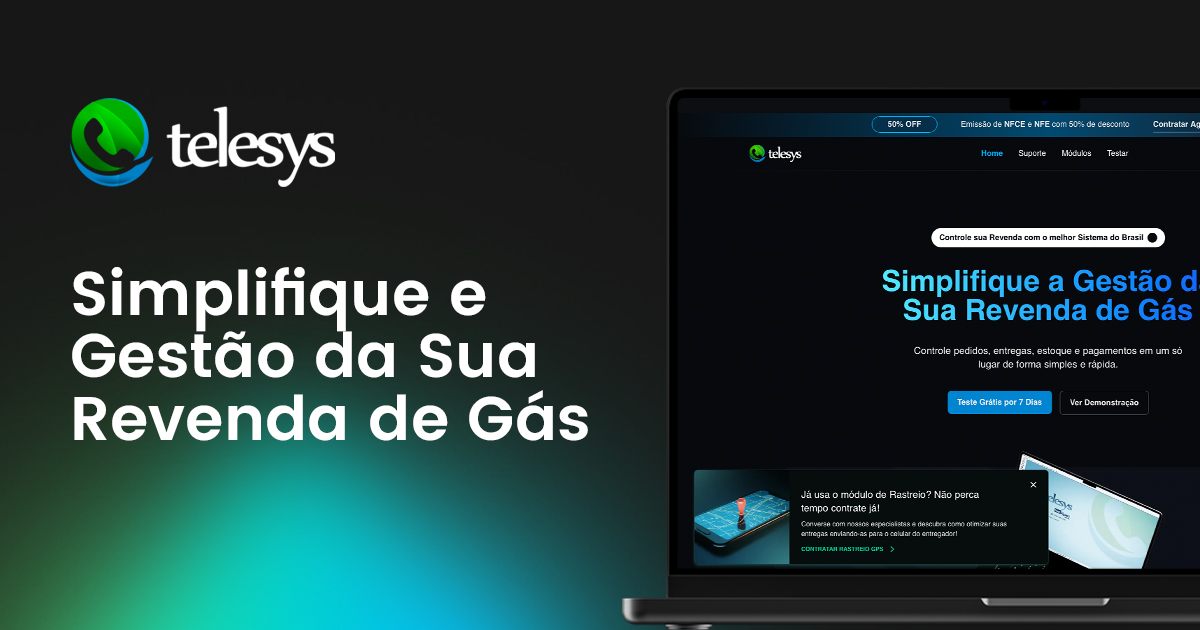 telesys
Simplifique e
Gestão da Sua
Revenda de Gás
50% OFF
Emissão de NFCE e NFE com 50% de desconto
Contratar Ag
telesys
Home
Suporte
Módulos
Testar
Controle sua Revenda com o melhor Sistema do Brasil
Simplifique a Gestão da
Sua Revenda de Gás
Controle pedidos, entregas, estoque e pagamentos em um só
lugar de forma simples e rápida.
Teste Grátis por 7 Dias
Ver Demonstração
Já usa o módulo de Rastreio? Não perca
tempo contrate já!
Converse com nossos especialistas e descubra como otimizar suas
entregas enviando-as para o celular do entregador!
CONTRATAR RASTREIO GPS